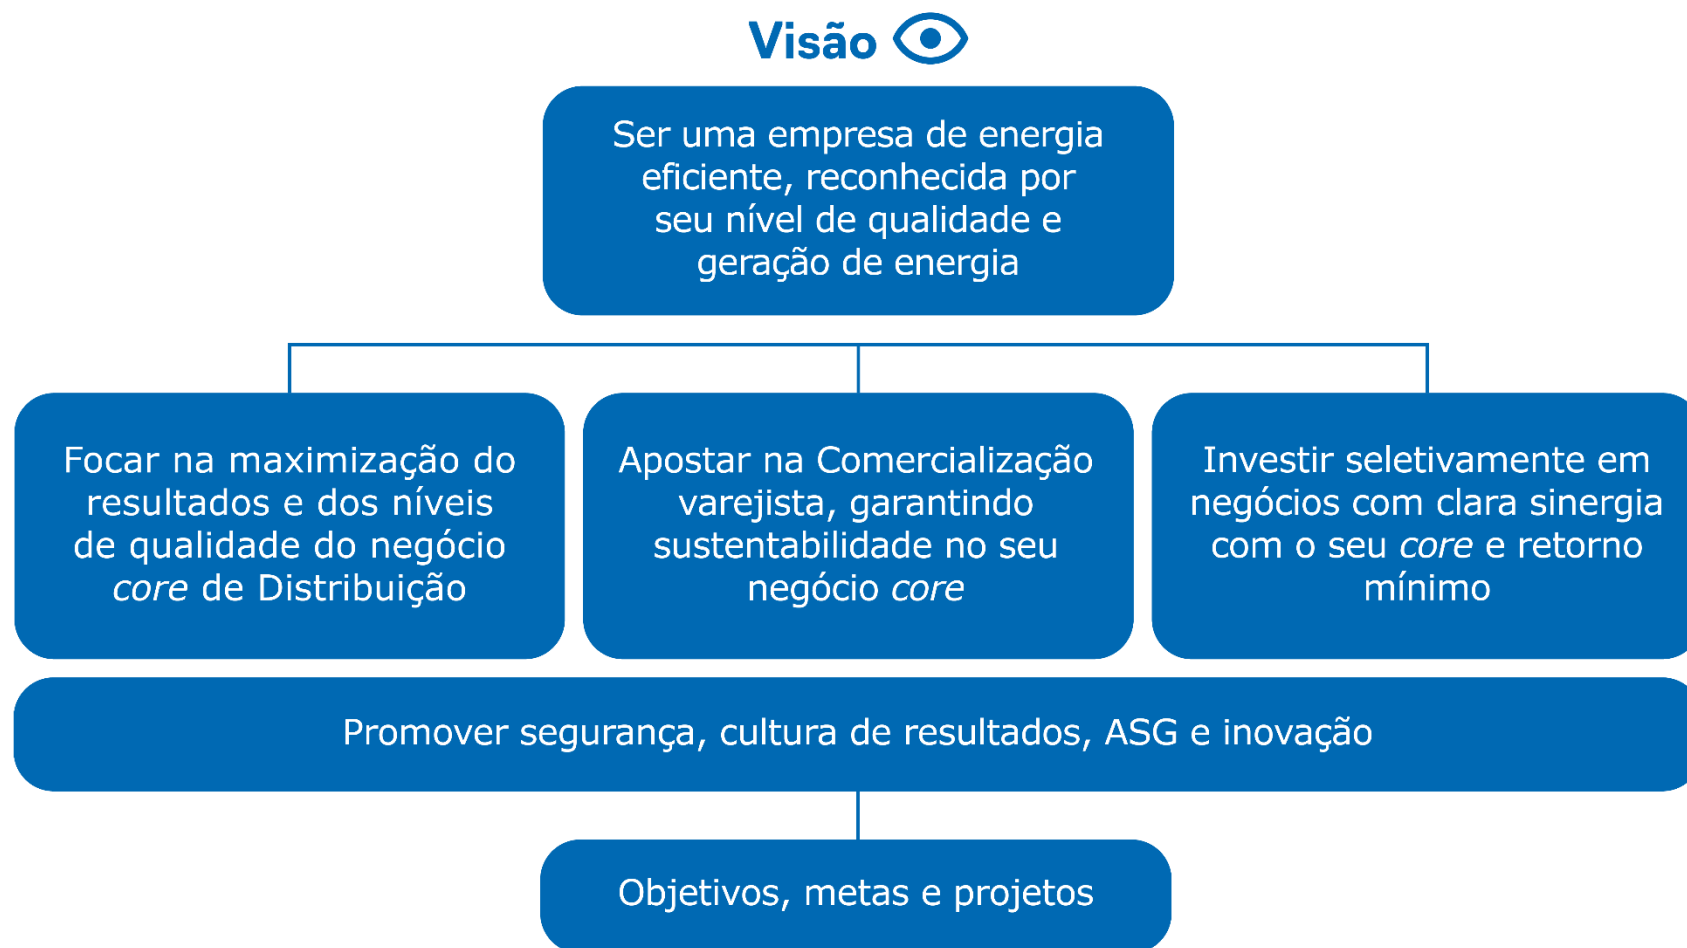 Visão
Ser uma empresa de energia
eficiente, reconhecida por
seu nível de qualidade e
geração de energia
Focar na maximização do
resultados e dos níveis
de qualidade do negócio
core de Distribuição
Apostar na Comercialização
varejista, garantindo
sustentabilidade no seu
negócio core
Investir seletivamente em
negócios com clara sinergia
com o seu core e retorno
mínimo
Promover segurança, cultura de resultados, ASG e inovação
Objetivos, metas e projetos